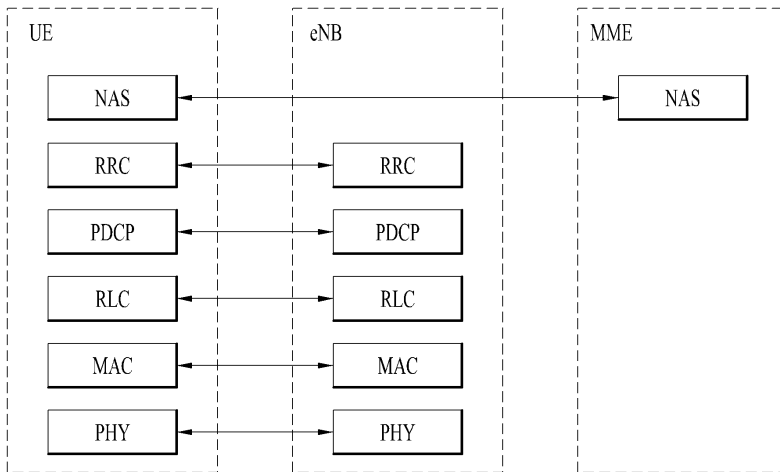 UE eNB MME
NAS NAS
RRC RRC
PDCP PDCP
RLC RLC
MAC MAC
PHY PHY